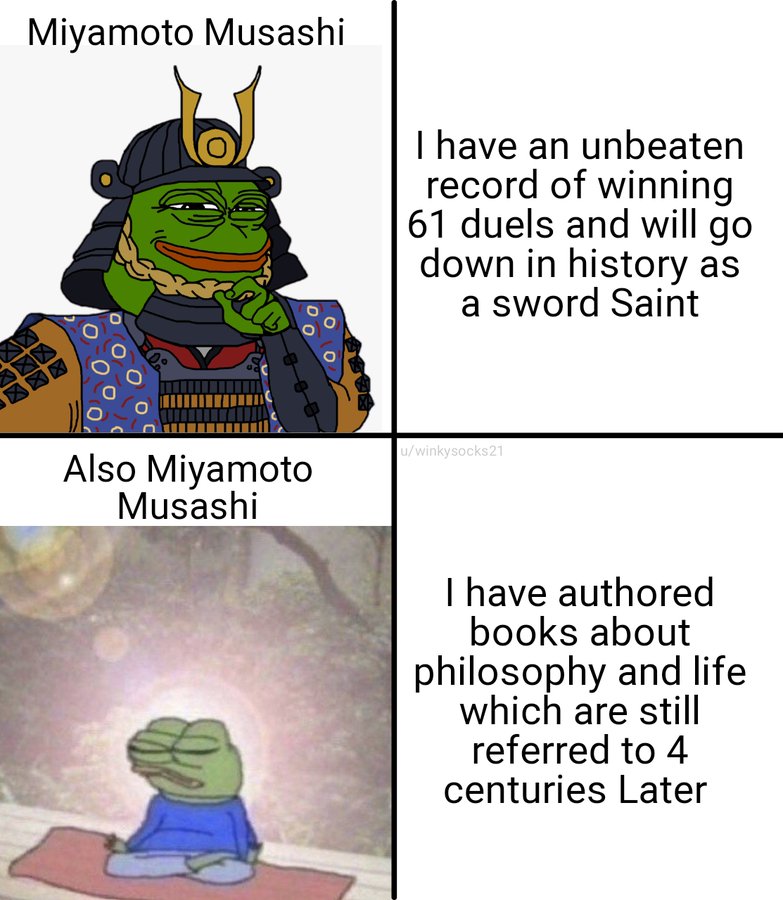 Miyamoto Musashi
I have an unbeaten
record of winning
61 duels and will go
down in history as
a sword Saint
Also Miyamoto
Musashi
u/winkysocks21
I have authored
books about
philosophy and life
which are still
referred to 4
centuries Later